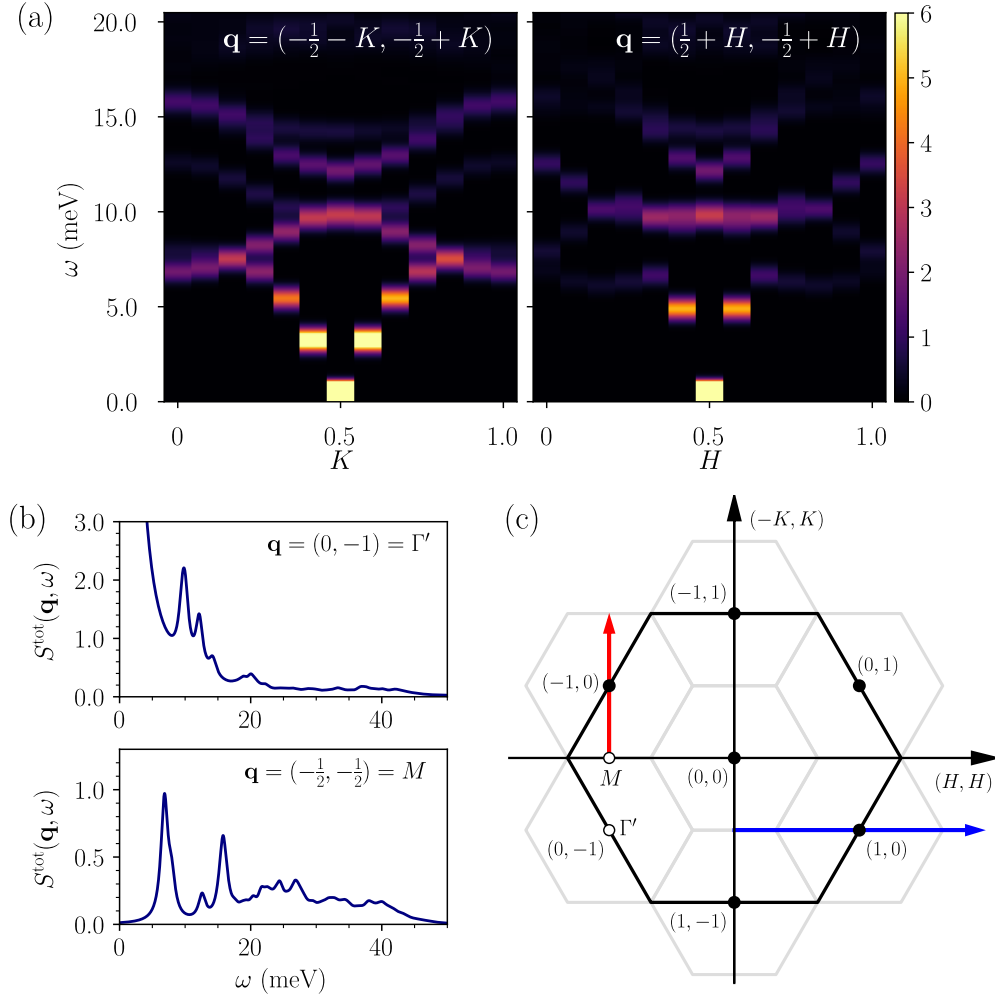 (a)
q = (−1/2 − K, −1/2 + K)
q = (1/2 + H, −1/2 + H)
20.0
15.0
10.0
5.0
0.0
ω (meV)
0
0.5
1.0
K
0
0.5
1.0
H
6
5
4
3
2
1
0
(b)
q = (0, −1) = Γ′
3.0
2.0
1.0
0.0
S^tot(q, ω)
0
20
40
q = (−1/2, −1/2) = M
1.0
0.5
0.0
S^tot(q, ω)
0
20
40
ω (meV)
(c)
(−K, K)
(−1, 1)
(−1, 0)
(0, 1)
M
(0, 0)
(H, H)
Γ′
(0, −1)
(1, 0)
(1, −1)